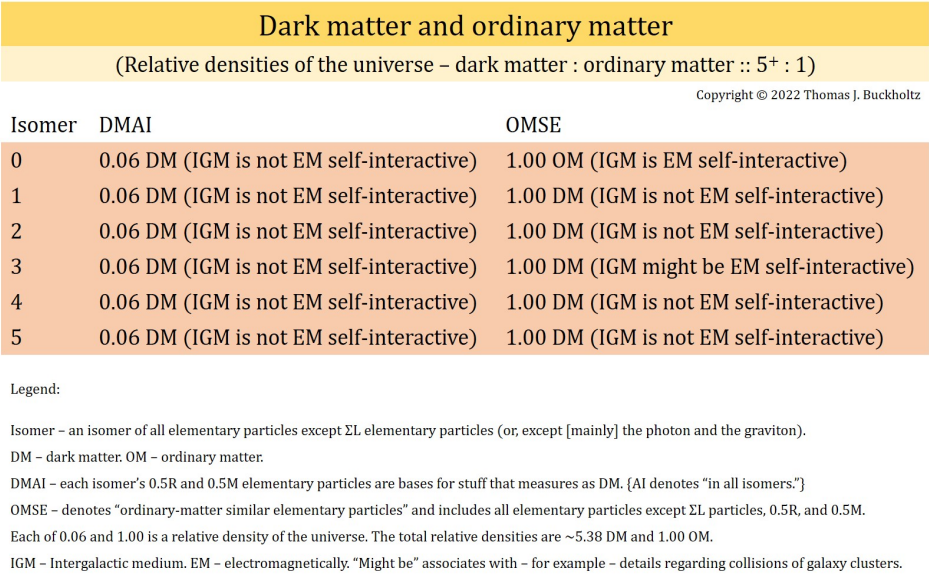 Dark matter and ordinary matter
(Relative densities of the universe – dark matter : ordinary matter :: 5⁺ : 1)
Copyright © 2022 Thomas J. Buckholtz
Isomer DMAI OMSE
0 0.06 DM (IGM is not EM self-interactive) 1.00 OM (IGM is EM self-interactive)
1 0.06 DM (IGM is not EM self-interactive) 1.00 DM (IGM is not EM self-interactive)
2 0.06 DM (IGM is not EM self-interactive) 1.00 DM (IGM is not EM self-interactive)
3 0.06 DM (IGM is not EM self-interactive) 1.00 DM (IGM might be EM self-interactive)
4 0.06 DM (IGM is not EM self-interactive) 1.00 DM (IGM is not EM self-interactive)
5 0.06 DM (IGM is not EM self-interactive) 1.00 DM (IGM is not EM self-interactive)
Legend:
Isomer – an isomer of all elementary particles except ΣL elementary particles (or, except [mainly] the photon and the graviton).
DM – dark matter. OM – ordinary matter.
DMAI – each isomer’s 0.5R and 0.5M elementary particles are bases for stuff that measures as DM. {AI denotes “in all isomers.”}
OMSE – denotes “ordinary-matter similar elementary particles” and includes all elementary particles except ΣL particles, 0.5R, and 0.5M.
Each of 0.06 and 1.00 is a relative density of the universe. The total relative densities are ~5.38 DM and 1.00 OM.
IGM – Intergalactic medium. EM – electromagnetically. “Might be” associates with – for example – details regarding collisions of galaxy clusters.